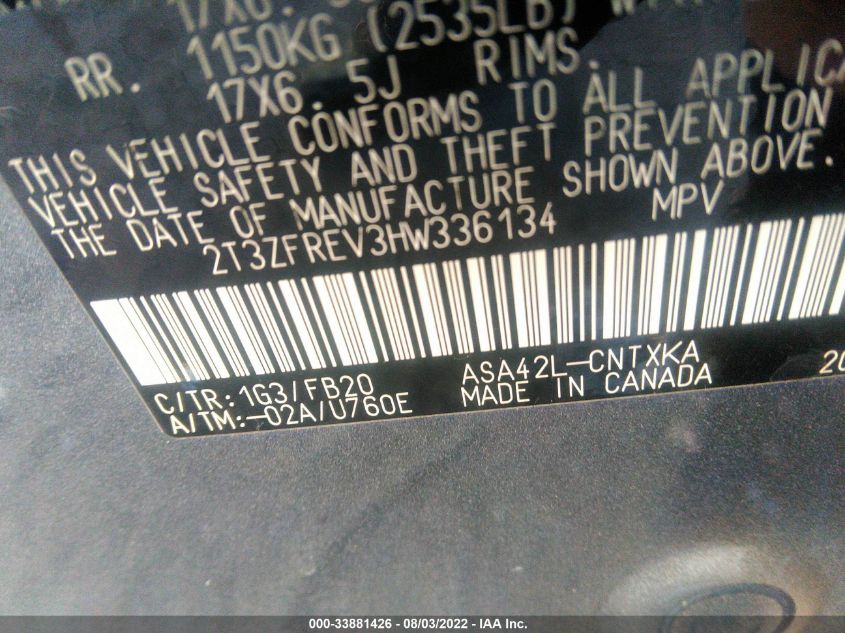 RR. 1150KG (2535LB)
17X6.5J RIMS.
THIS VEHICLE CONFORMS TO ALL
VEHICLE SAFETY AND THEFT PREVENTION
THE DATE OF MANUFACTURE SHOWN ABOVE.
2T3ZFREV3HW336134 MPV
C/TR:1G3/FB20 ASA42L-CNTXKA
A/TM:-02A/U760E MADE IN CANADA
000-33881426 - 08/03/2022 - IAA Inc.